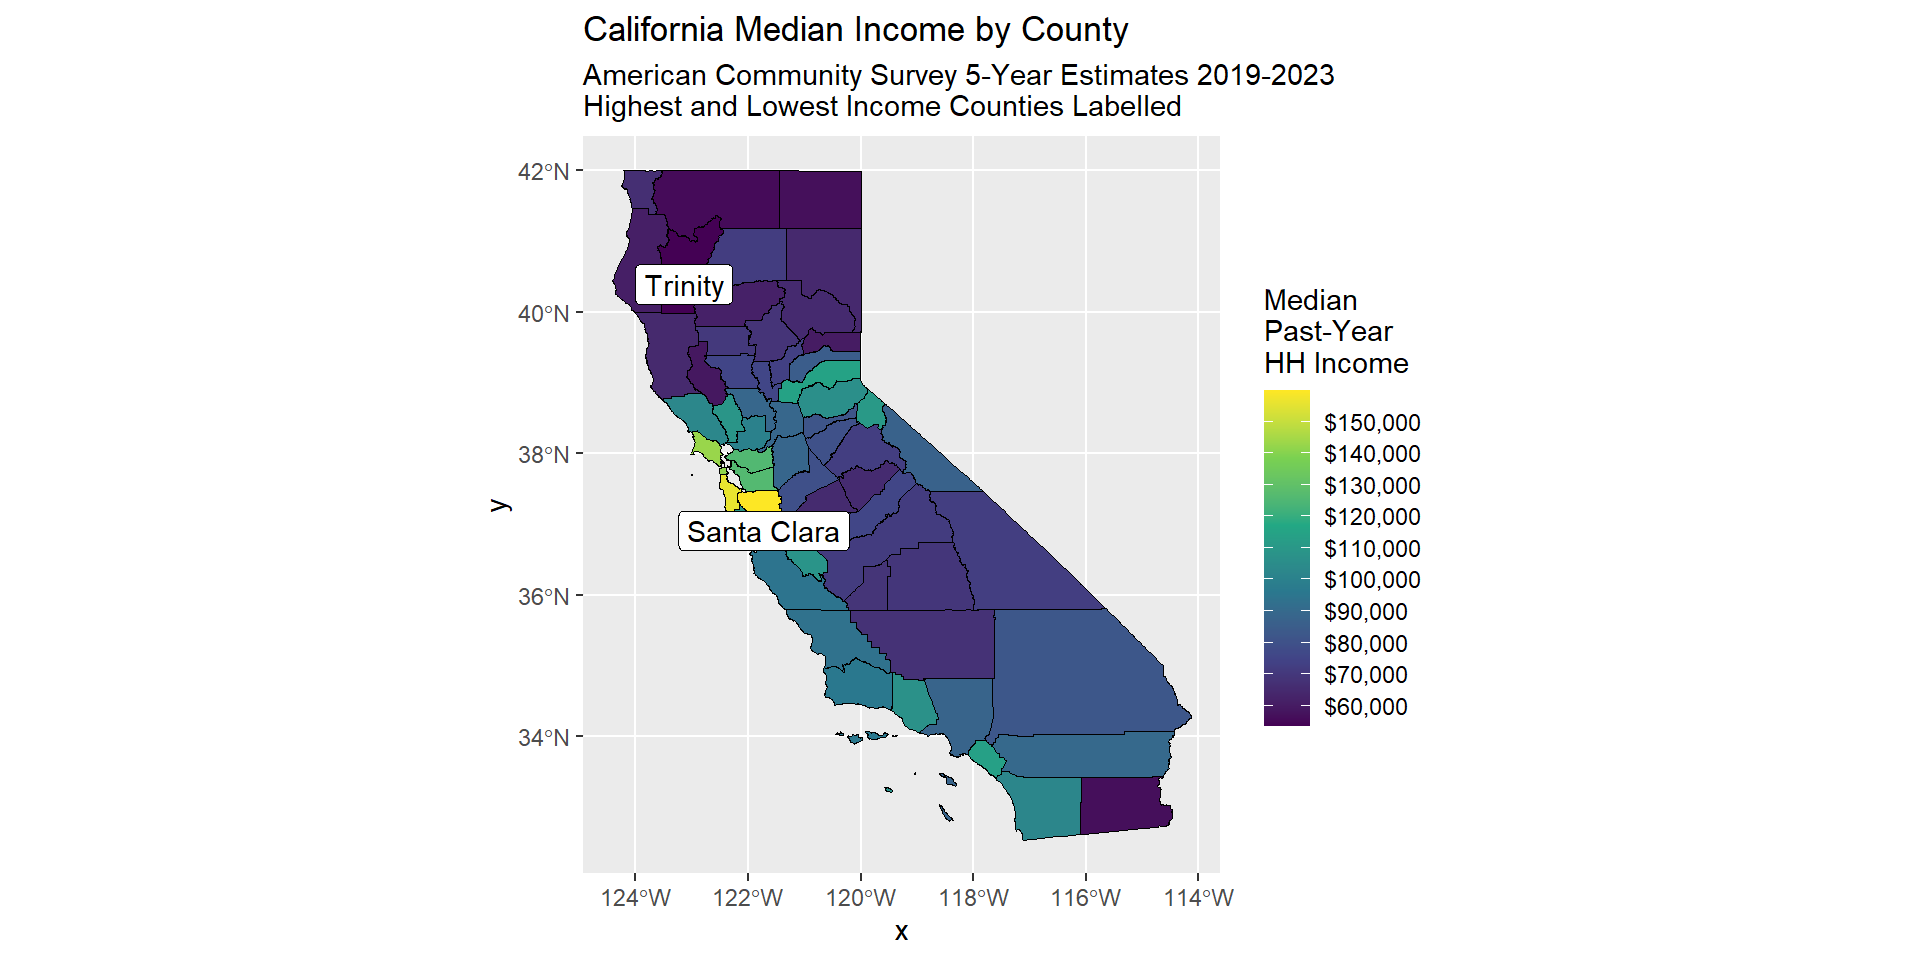 California Median Income by County
American Community Survey 5-Year Estimates 2019-2023
Highest and Lowest Income Counties Labelled
42°N
40°N
38°N
36°N
34°N
y
Trinity
Santa Clara
124°W
122°W
120°W
118°W
116°W
114°W
x
Median
Past-Year
HH Income
$150,000
$140,000
$130,000
$120,000
$110,000
$100,000
$90,000
$80,000
$70,000
$60,000